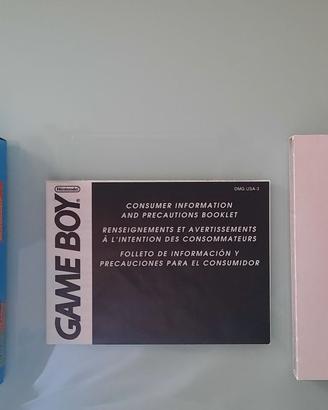 Nintendo
GAME BOY
DMG-USA-3
CONSUMER INFORMATION
AND PRECAUTIONS BOOKLET
RENSEIGNEMENTS ET AVERTISSEMENTS
À L'INTENTION DES CONSOMMATEURS
FOLLETO DE INFORMACIÓN Y
PRECAUCIONES PARA EL CONSUMIDOR